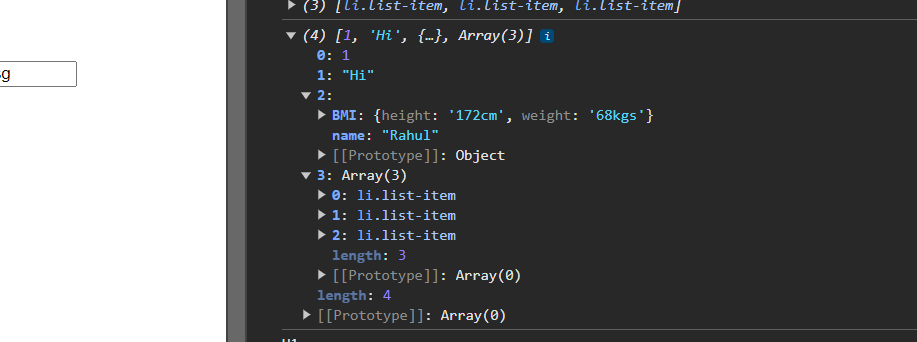 (3) [li.list-item, li.list-item, li.list-item]
(4) [1, 'Hi', {…}, Array(3)] i
0: 1
1: "Hi"
g
2:
BMI: {height: '172cm', weight: '68kgs'}
name: "Rahul"
[[Prototype]]: Object
3: Array(3)
0: li.list-item
1: li.list-item
2: li.list-item
length: 3
[[Prototype]]: Array(0)
length: 4
[[Prototype]]: Array(0)